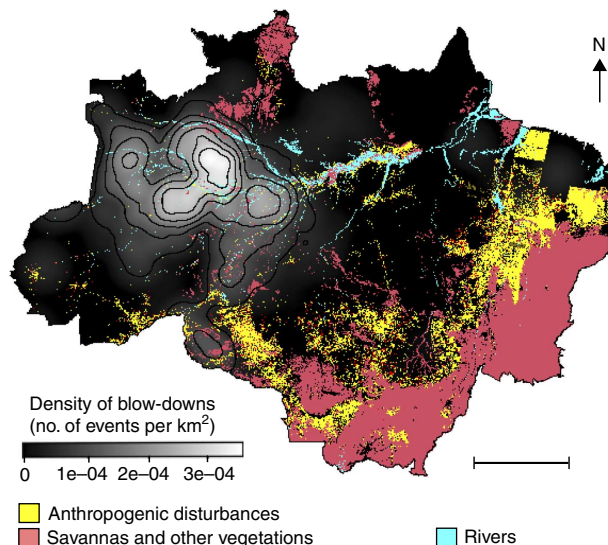 N
Density of blow-downs
(no. of events per km²)
0 1e–04 2e–04 3e–04
Anthropogenic disturbances
Savannas and other vegetations
Rivers